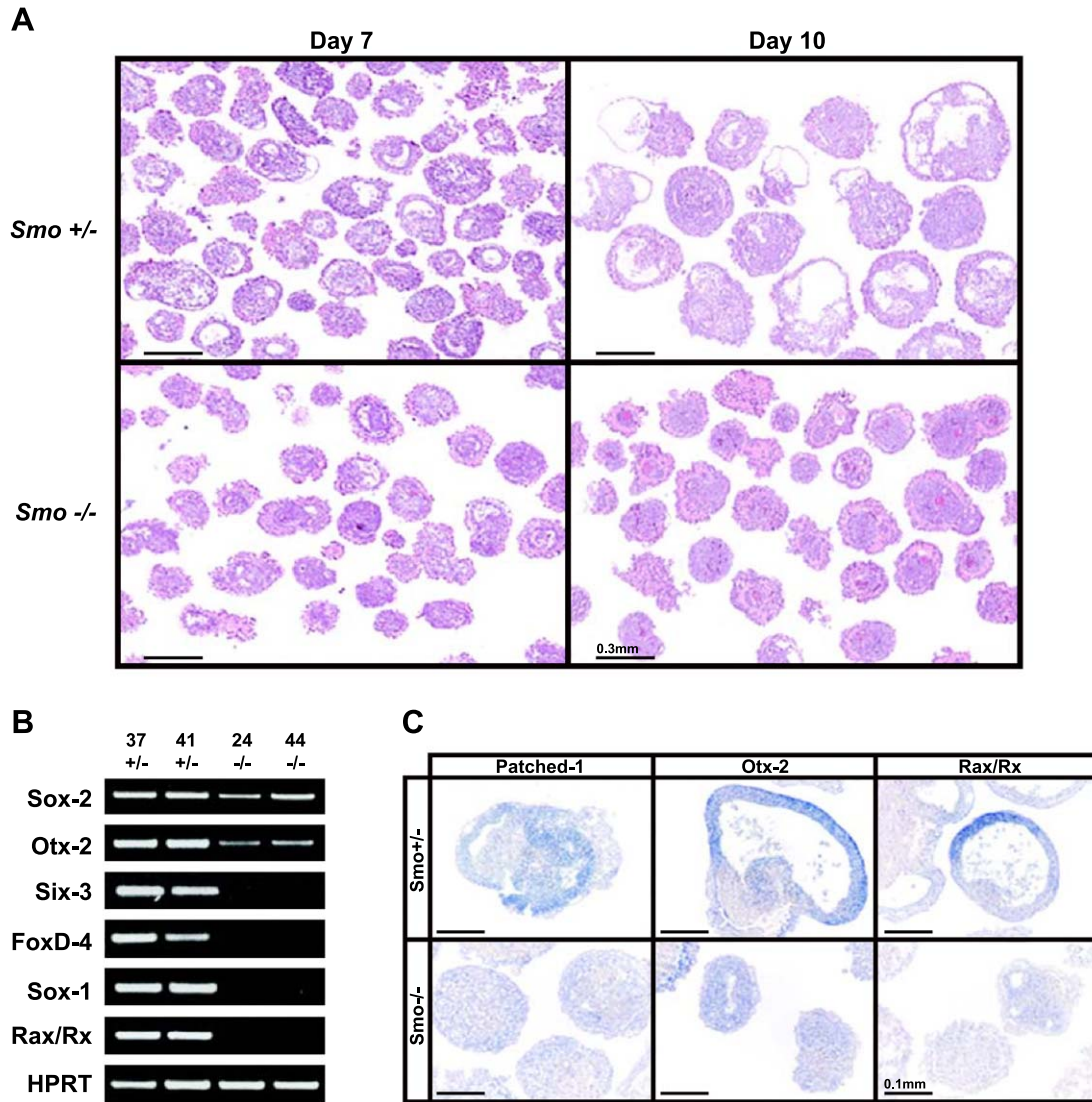 A
Day 7 Day 10
Smo +/-
Smo -/-
0.3mm
B
37 41 24 44
+/- +/- -/- -/-
Sox-2
Otx-2
Six-3
FoxD-4
Sox-1
Rax/Rx
HPRT
C
Patched-1 Otx-2 Rax/Rx
Smo+/-
Smo-/-
0.1mm